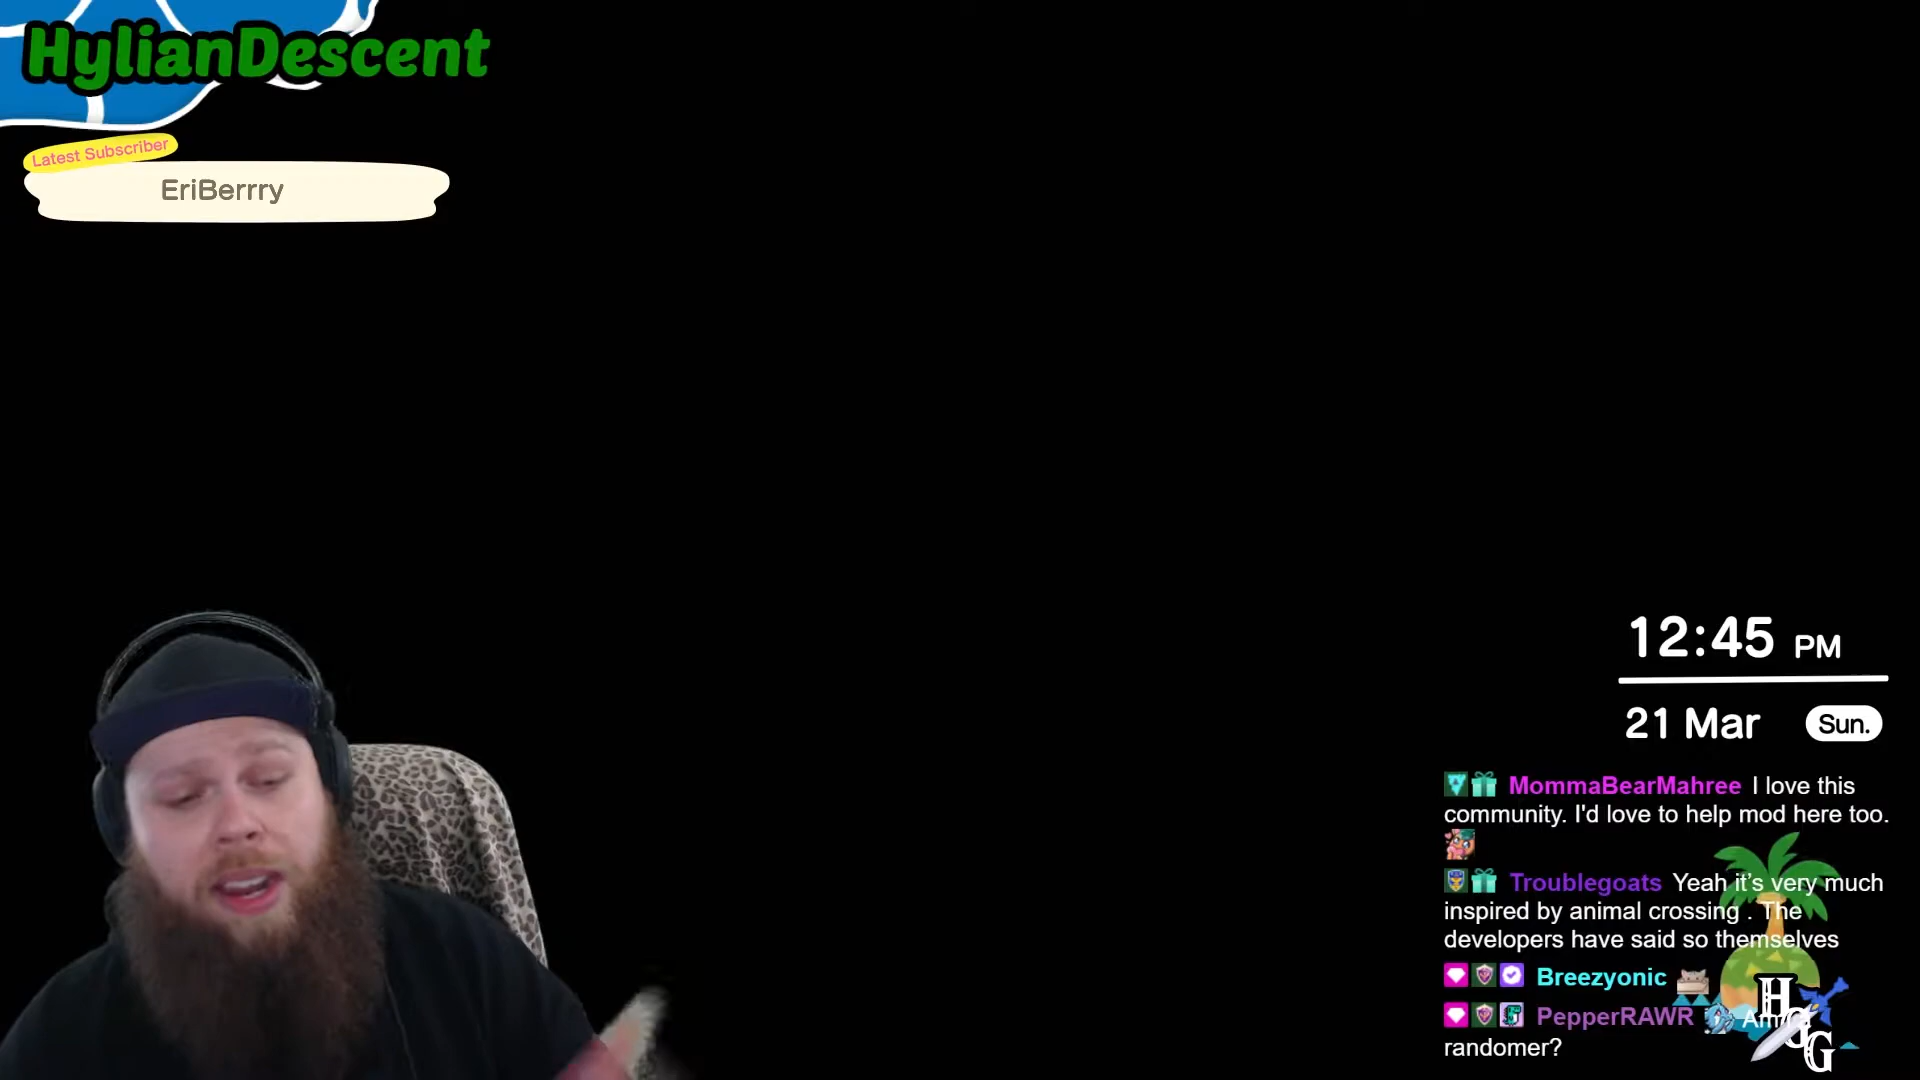 HylianDescent
Latest Subscriber
EriBerrry
12:45 PM
21 Mar Sun.
MommaBearMahree I love this
community. I'd love to help mod here too.
Troublegoats Yeah it's very much
inspired by animal crossing . The
developers have said so themselves
Breezyonic
PepperRAWR
randomer?
HGG